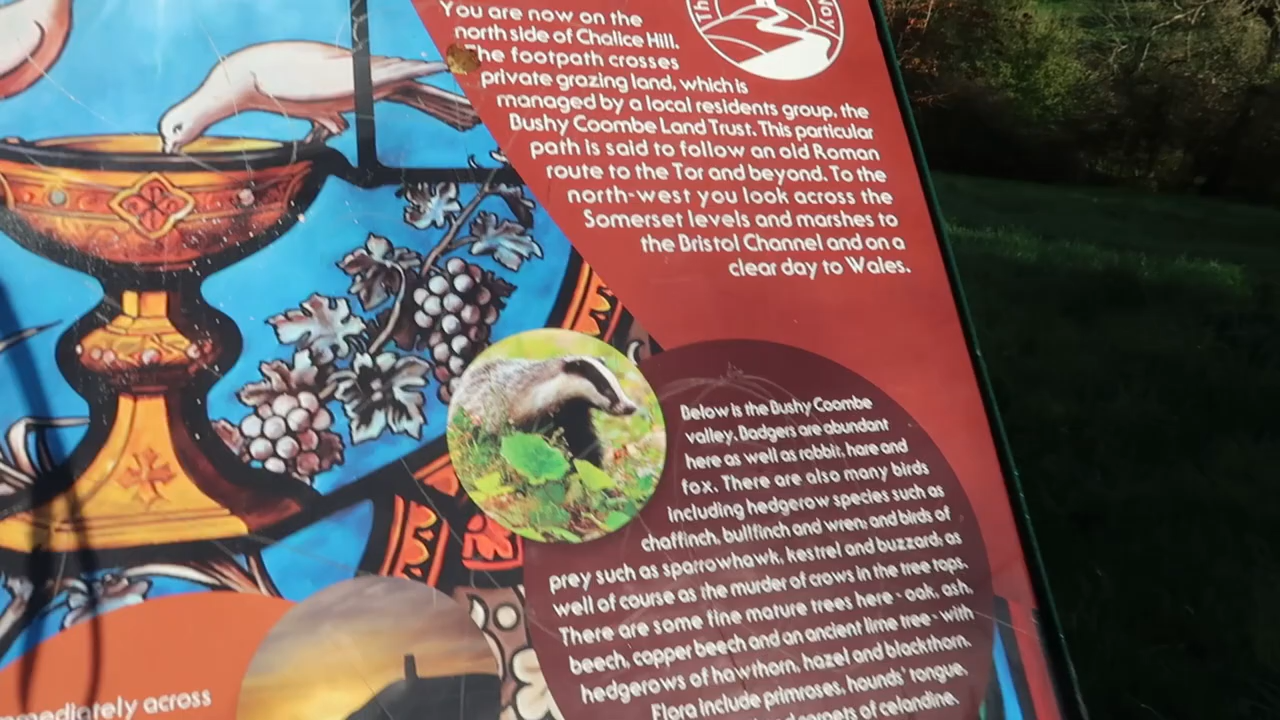 You are now on the
north side of Chalice Hill.
The footpath crosses
private grazing land, which is
managed by a local residents group, the
Bushy Coombe Land Trust. This particular
path is said to follow an old Roman
route to the Tor and beyond. To the
north-west you look across the
Somerset levels and marshes to
the Bristol Channel and on a
clear day to Wales.
Below is the Bushy Coombe
valley. Badgers are abundant
here as well as rabbit, hare and
fox. There are also many birds
including hedgerow species such as
chaffinch, bullfinch and wren; and birds of
prey such as sparrowhawk, kestrel and buzzard; as
well of course as the murder of crows in the tree tops.
There are some fine mature trees here - oak, ash,
beech, copper beech and an ancient lime tree - with
hedgerows of hawthorn, hazel and blackthorn.
Flora include primroses, hounds' tongue,
carpets of celandine.
across